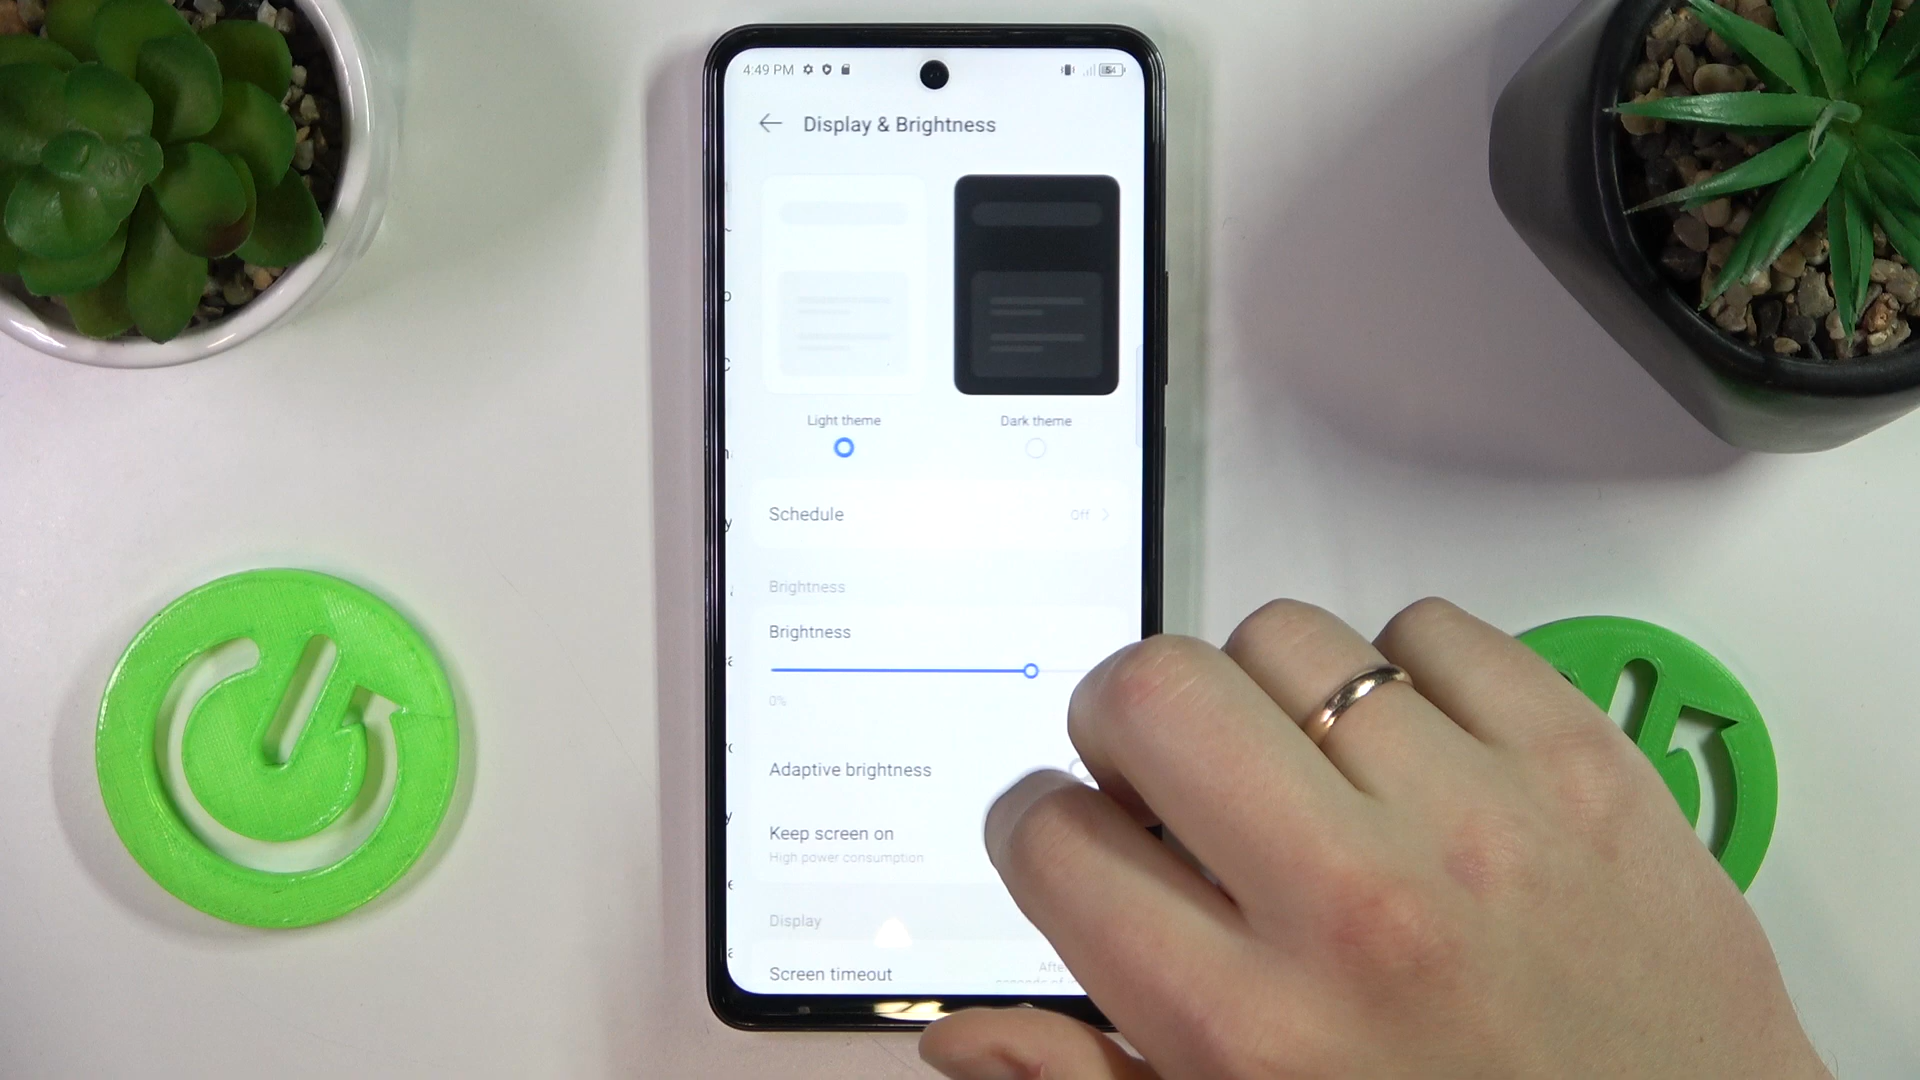 4:49 PM 54
Display & Brightness
Light theme Dark theme
Schedule Off
Brightness
Brightness
0%
Adaptive brightness
Keep screen on
High power consumption
Display
Screen timeout